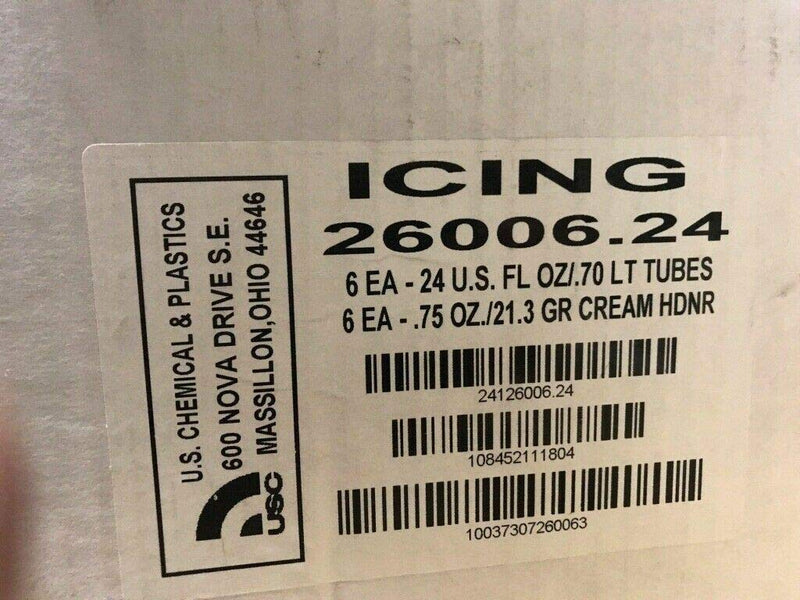 U.S. CHEMICAL & PLASTICS
600 NOVA DRIVE S.E.
MASSILLON,OHIO 44646
USC
ICING
26006.24
6 EA - 24 U.S. FL OZ/.70 LT TUBES
6 EA - .75 OZ./21.3 GR CREAM HDNR
24126006.24
108452111804
10037307260063